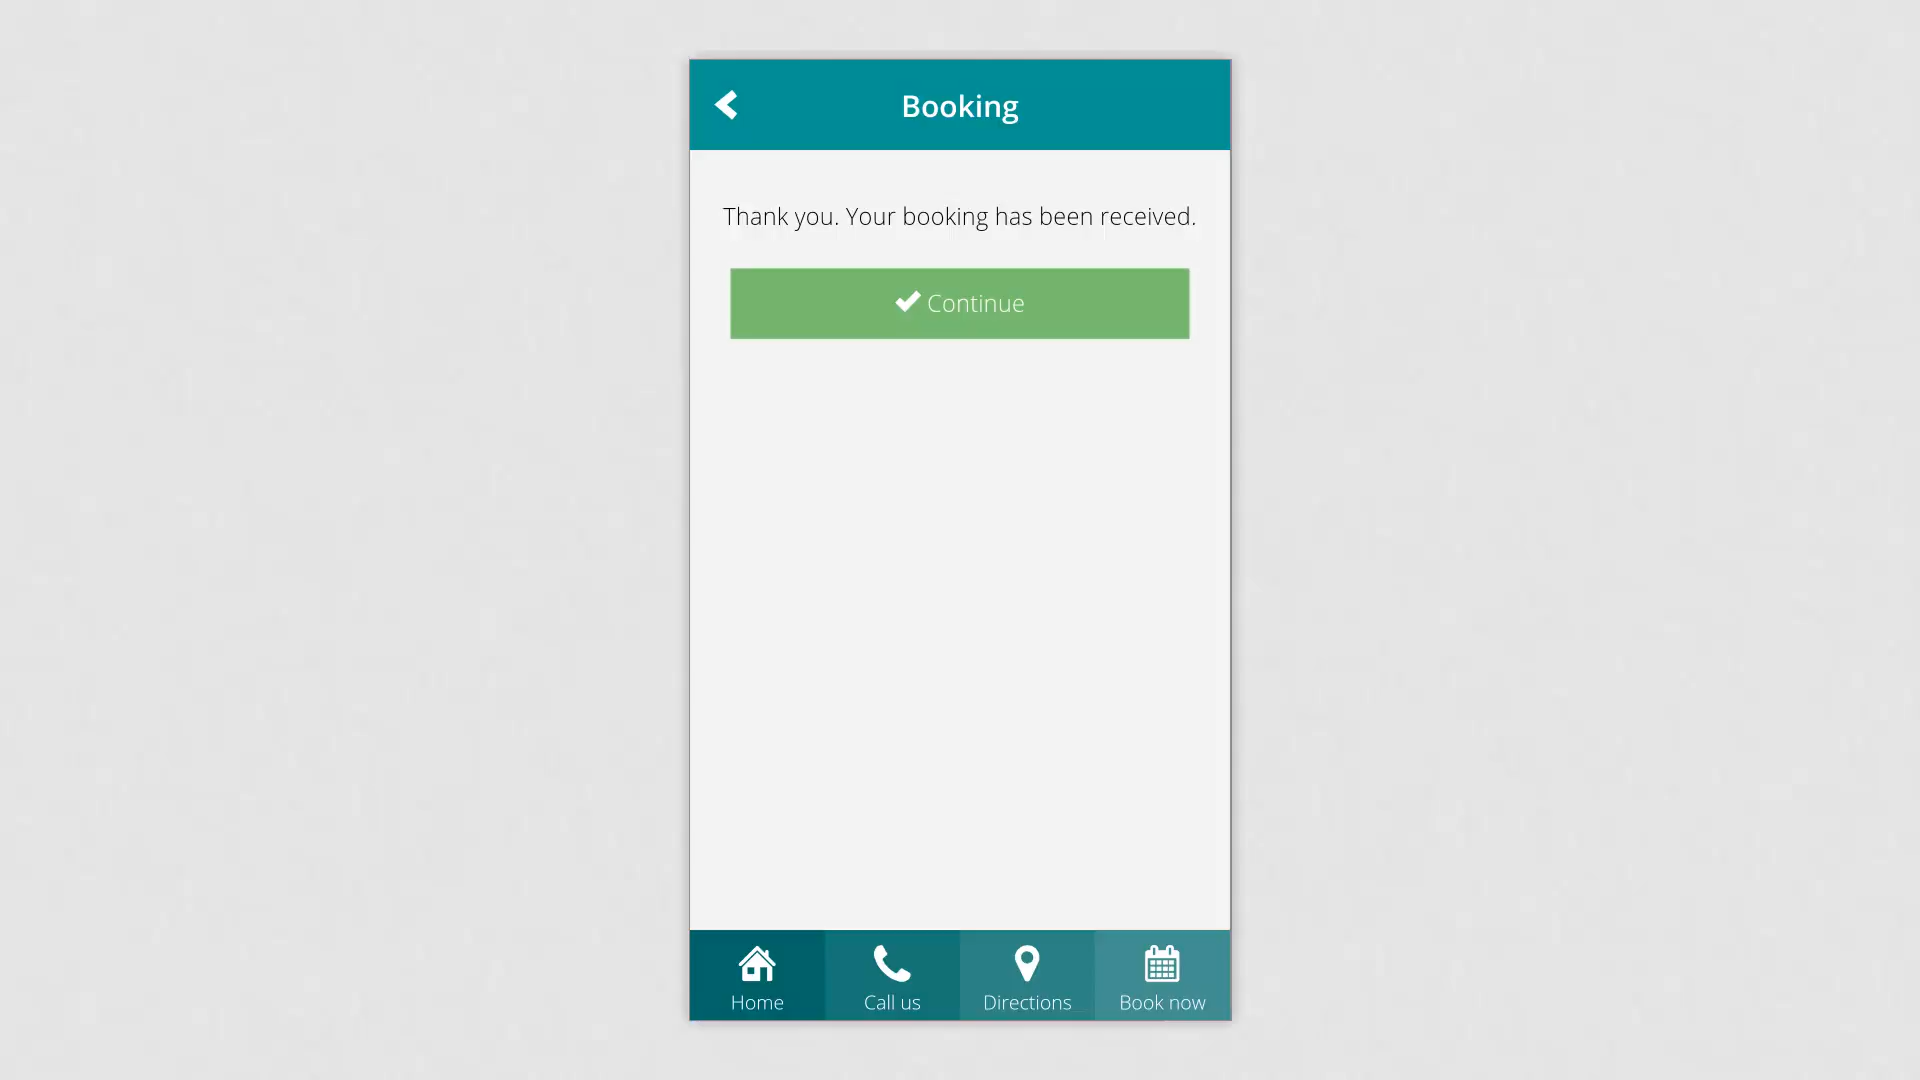 Booking
Thank you. Your booking has been received.
Continue
Home
Call us
Directions
Book now